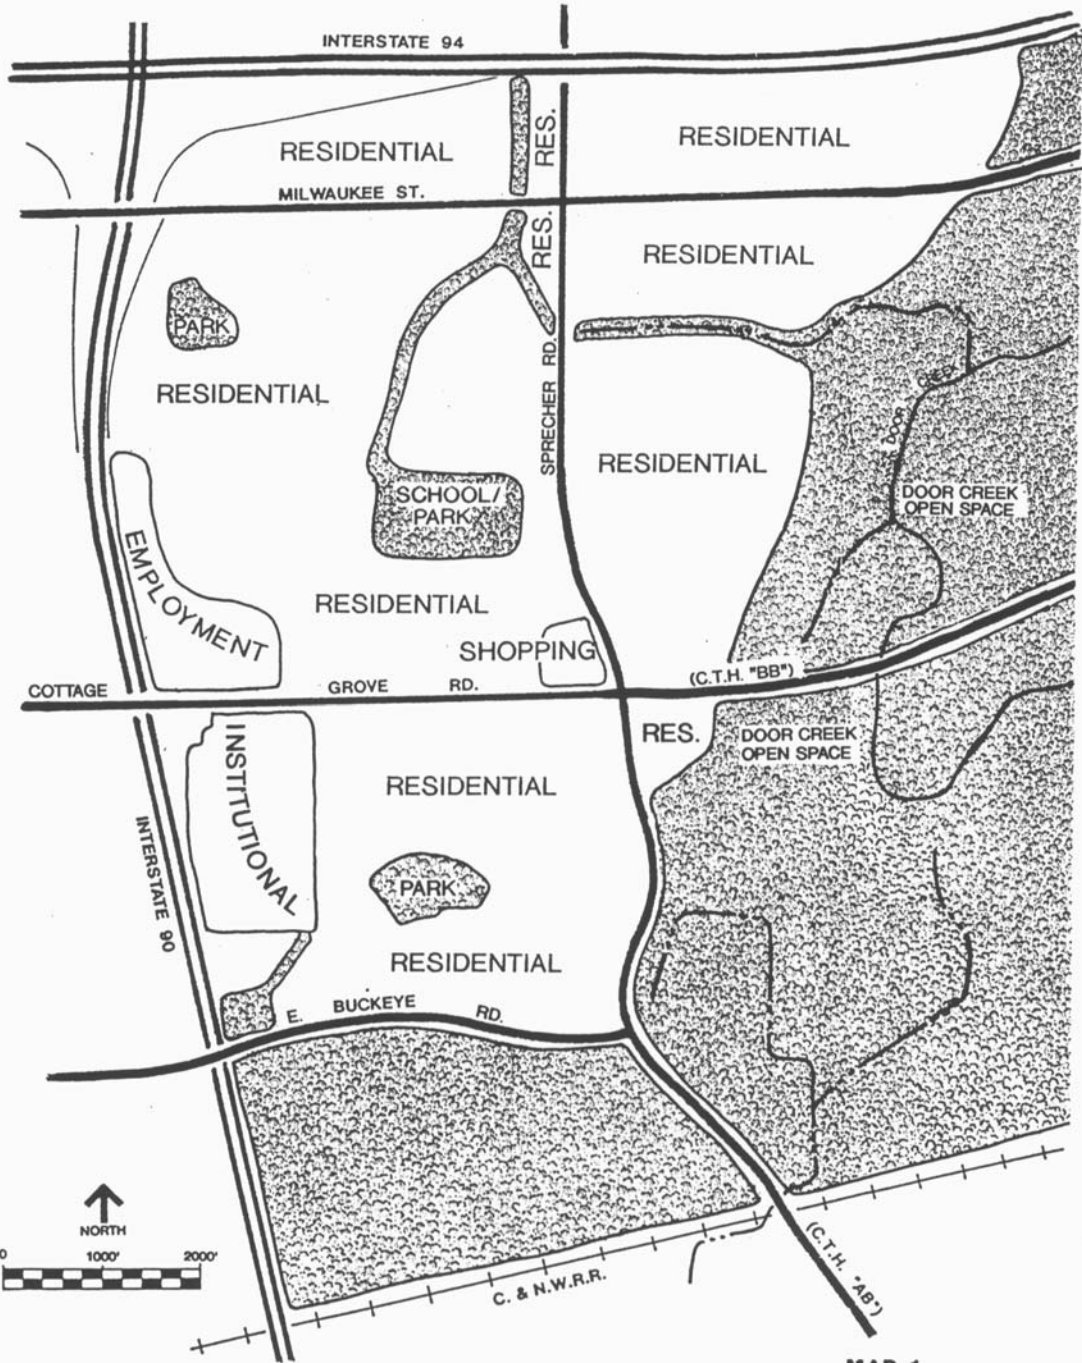 INTERSTATE 94
RESIDENTIAL
RES.
RESIDENTIAL
MILWAUKEE ST.
RES.
RESIDENTIAL
PARK
RESIDENTIAL
SPRECHER RD.
RESIDENTIAL
DOOR CREEK
SCHOOL/
PARK
DOOR CREEK
OPEN SPACE
EMPLOYMENT
RESIDENTIAL
SHOPPING
(C.T.H. "BB")
COTTAGE GROVE RD.
INSTITUTIONAL
RES.
DOOR CREEK
OPEN SPACE
RESIDENTIAL
INTERSTATE 90
PARK
RESIDENTIAL
E. BUCKEYE RD.
NORTH
0 1000' 2000'
C. & N.W.R.R.
(C.T.H. "AB")
MAP 1